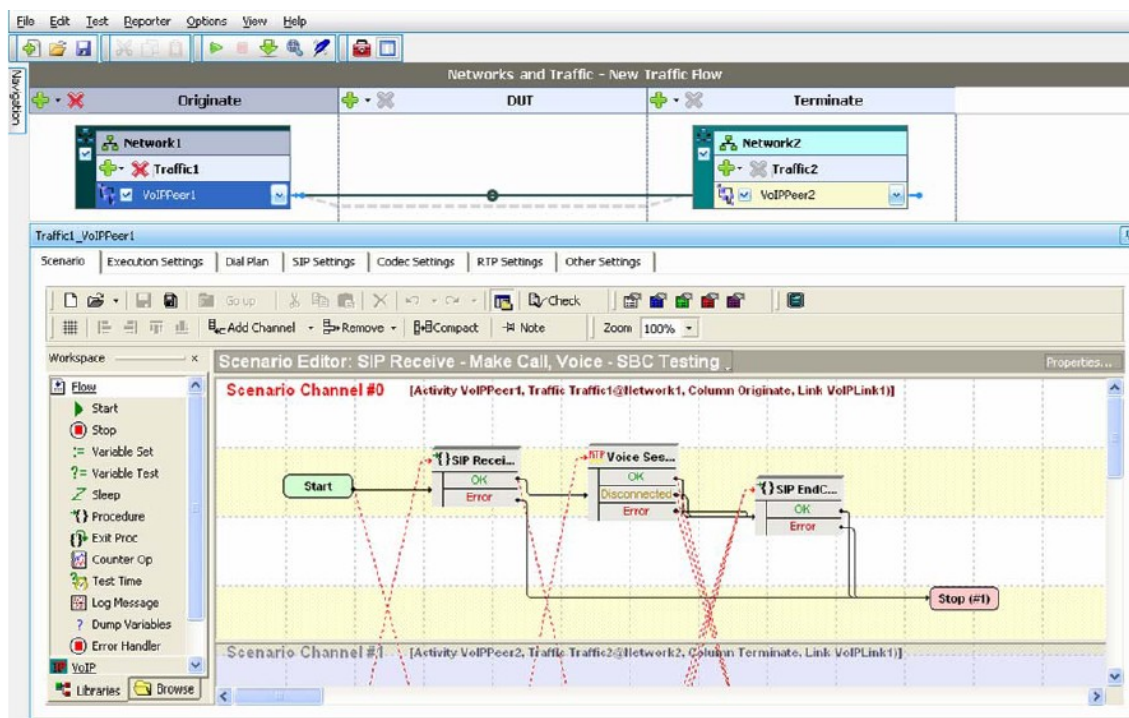 File Edit Test Reporter Options View Help
Navigation
Networks and Traffic - New Traffic Flow
Originate DUT Terminate
Network1 Network2
Traffic1 Traffic2
VoIPPeer1 VoIPPeer2
Traffic1_VoIPPeer1
Scenario Execution Settings Dial Plan SIP Settings Codec Settings RTP Settings Other Settings
Go up Check
Add Channel Remove Compact Note Zoom 100%
Workspace x
Scenario Editor: SIP Receive - Make Call, Voice - SBC Testing
Properties...
Flow
Start
Stop
Variable Set
Variable Test
Sleep
Procedure
Exit Proc
Counter Op
Test Time
Log Message
Dump Variables
Error Handler
VoIP
Libraries Browse
Scenario Channel #0 [Activity VoIPPeer1, Traffic Traffic1@Network1, Column Originate, Link VoIPLink1)]
Start
SIP Recei...
OK
Error
RTP Voice Ses...
OK
Disconnected
Error
SIP EndC...
OK
Error
Stop (#1)
Scenario Channel #1 [Activity VoIPPeer2, Traffic Traffic2@Network2, Column Terminate, Link VoIPLink1)]